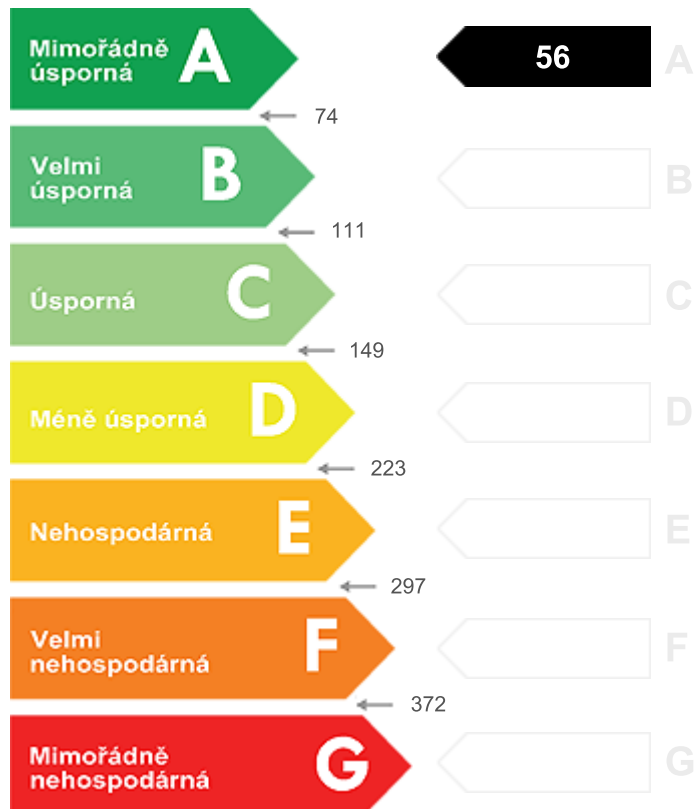 Mimořádně
úsporná
A
56
A
74
Velmi
úsporná
B
B
111
Úsporná
C
C
149
Méně úsporná
D
D
223
Nehospodárná
E
E
297
Velmi
nehospodárná
F
F
372
Mimořádně
nehospodárná
G
G